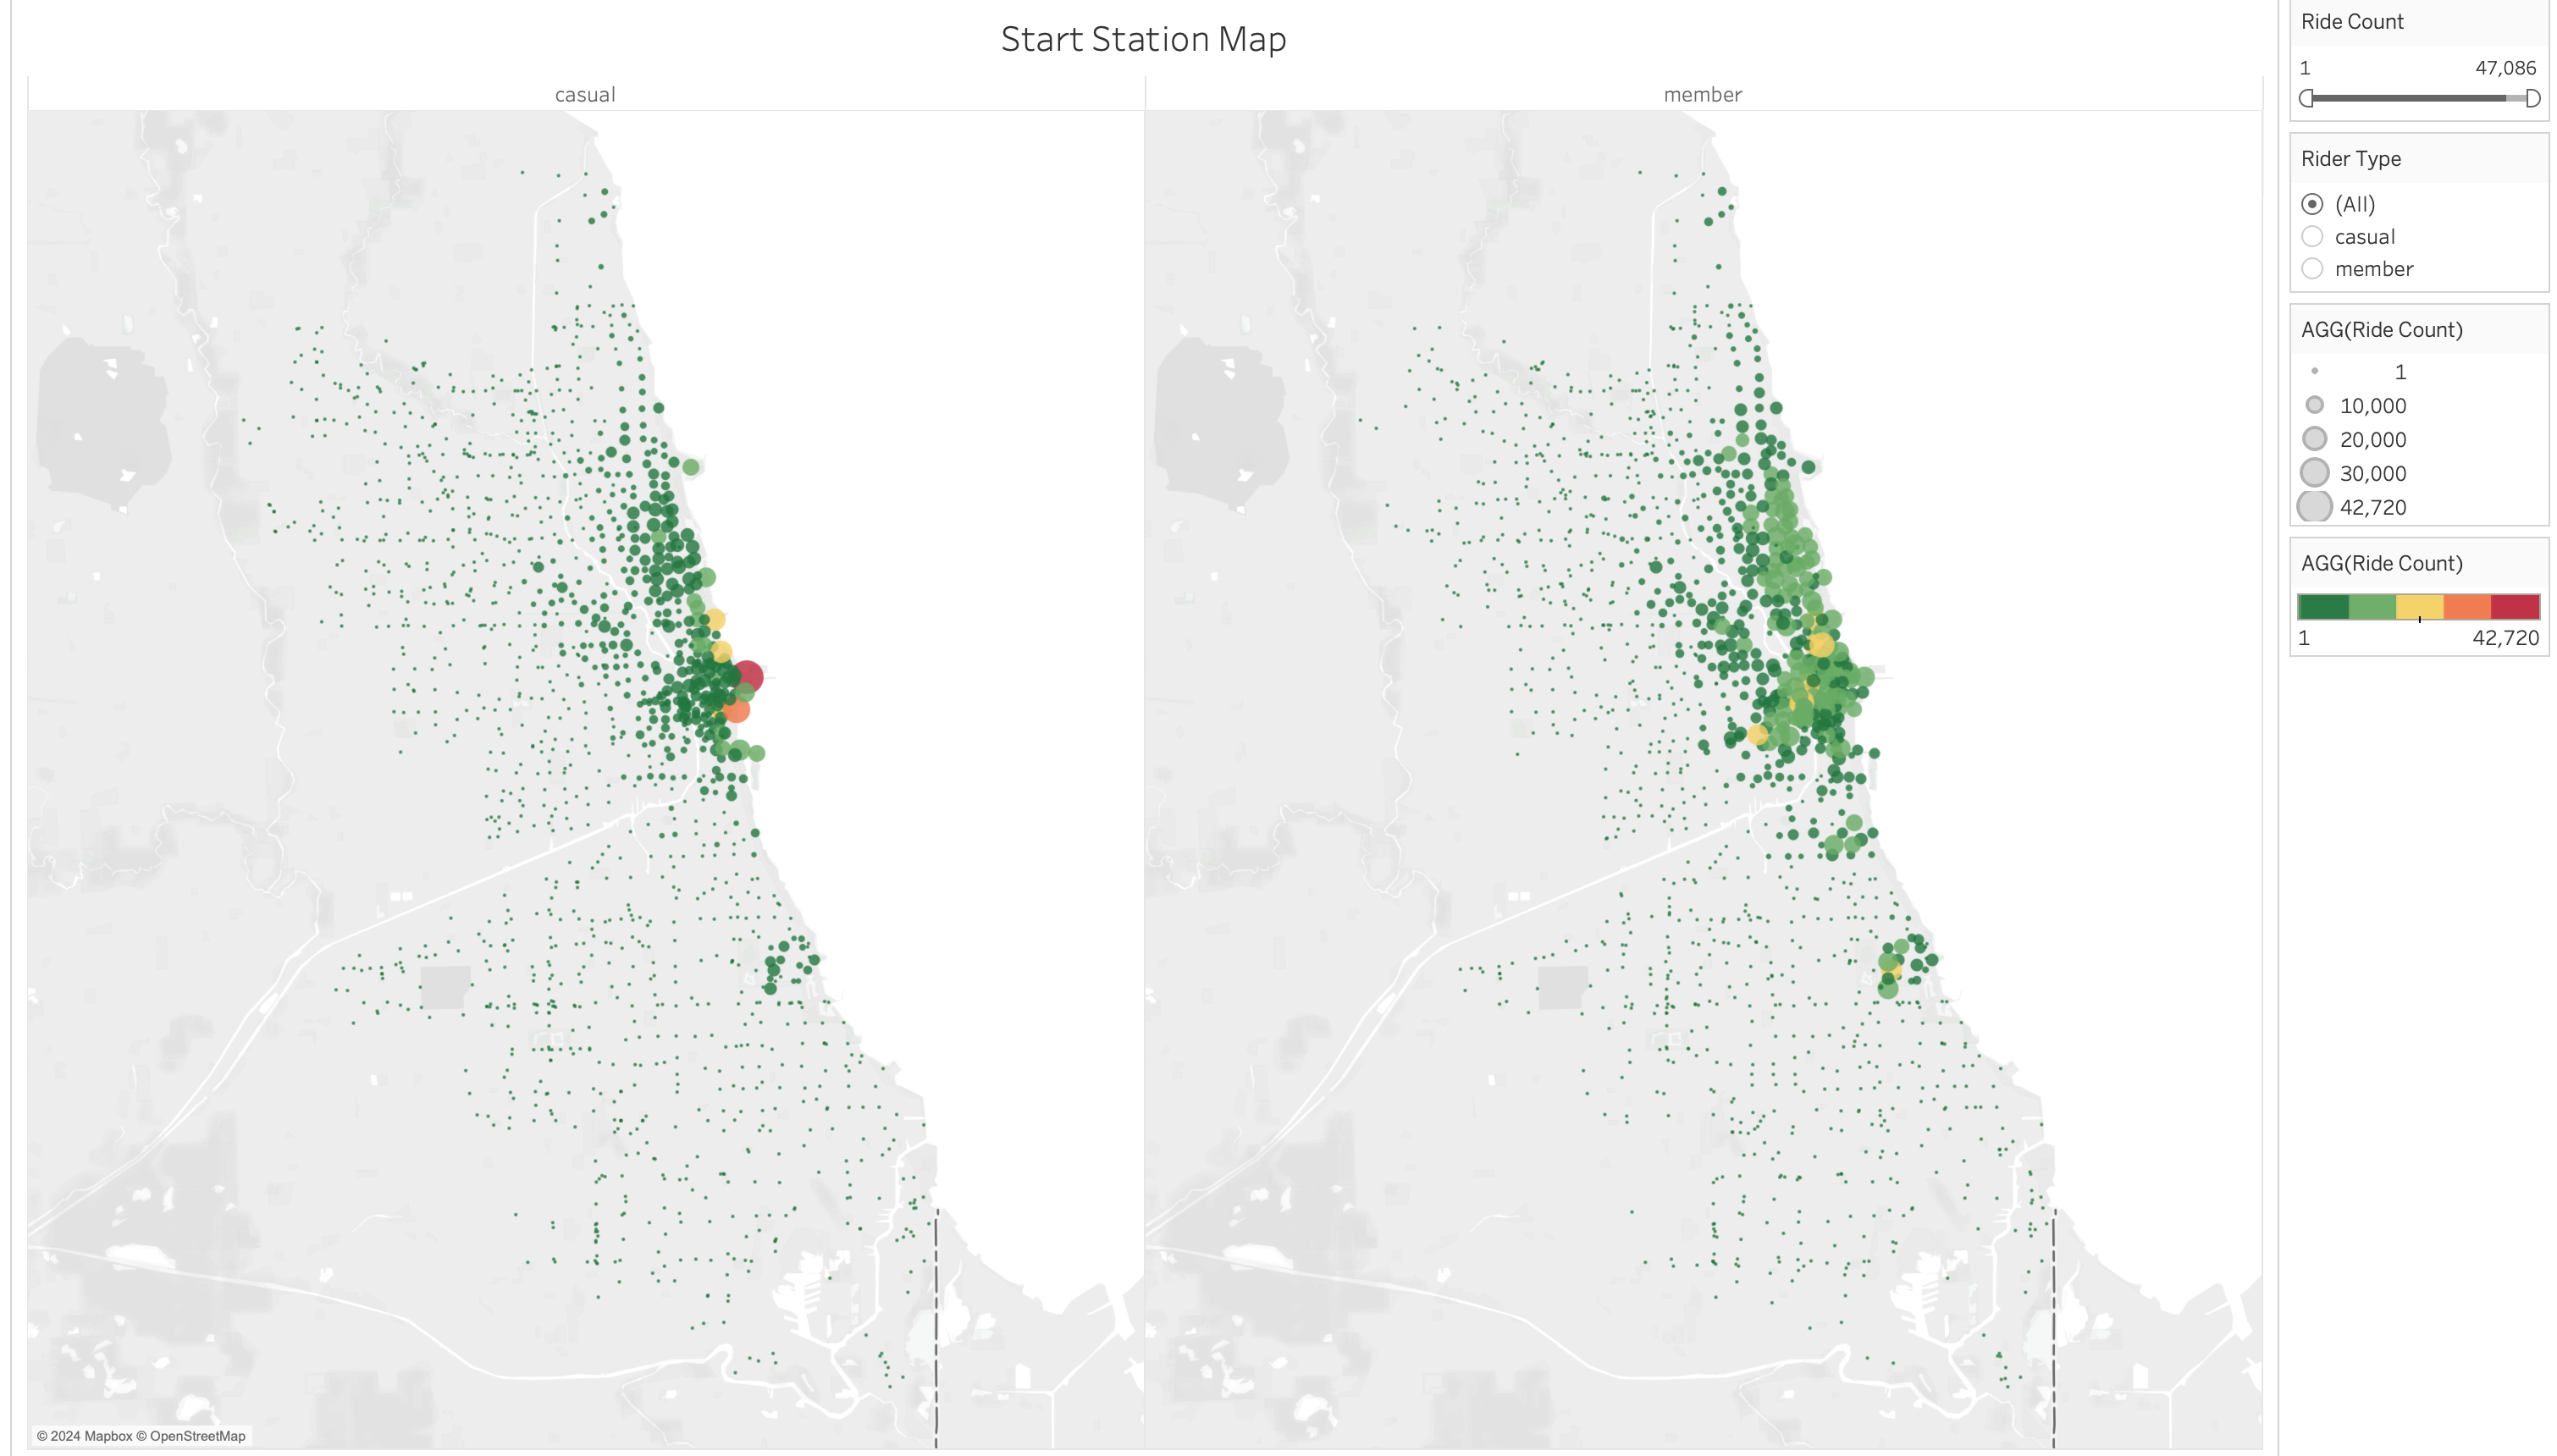 Start Station Map
casual
member
© 2024 Mapbox © OpenStreetMap
Ride Count
1 47,086
Rider Type
(All)
casual
member
AGG(Ride Count)
1
10,000
20,000
30,000
42,720
AGG(Ride Count)
1 42,720